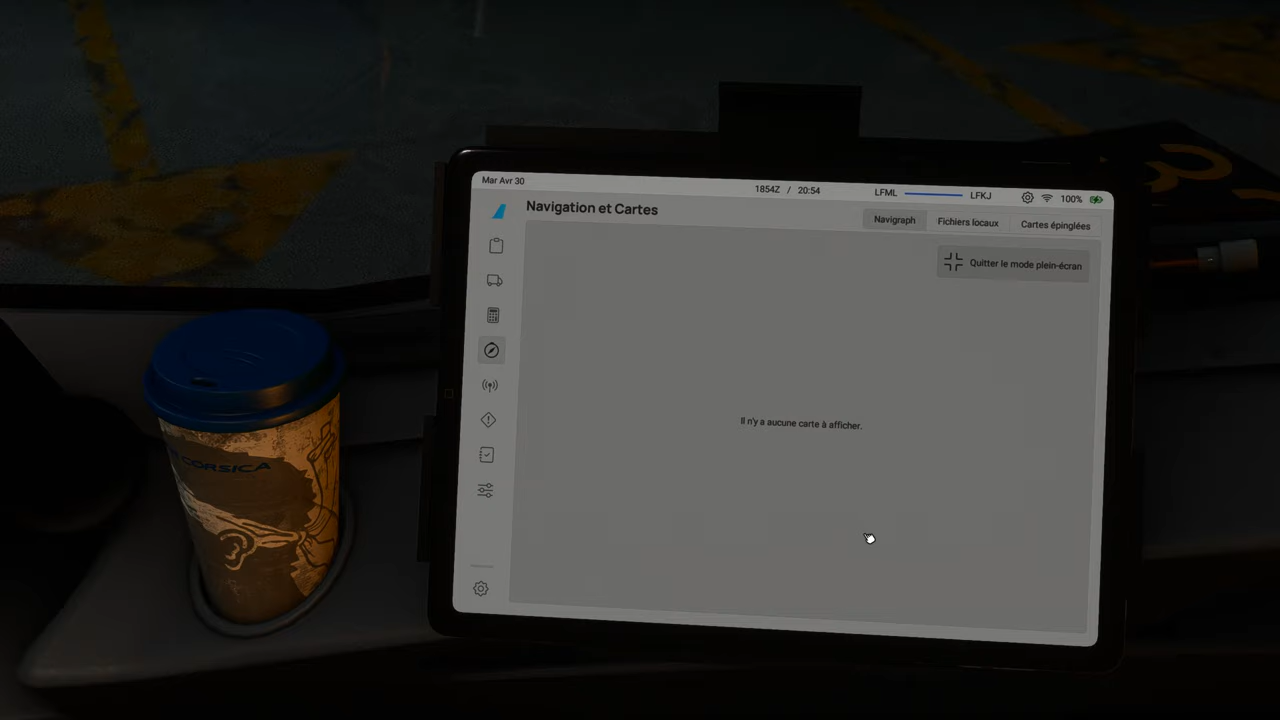 Mar Avr 30
1854Z / 20:54
LFML
LFKJ
100%
Navigation et Cartes
Navigraph
Fichiers locaux
Cartes épinglées
Quitter le mode plein-écran
Il n'y a aucune carte à afficher.
CORSICA